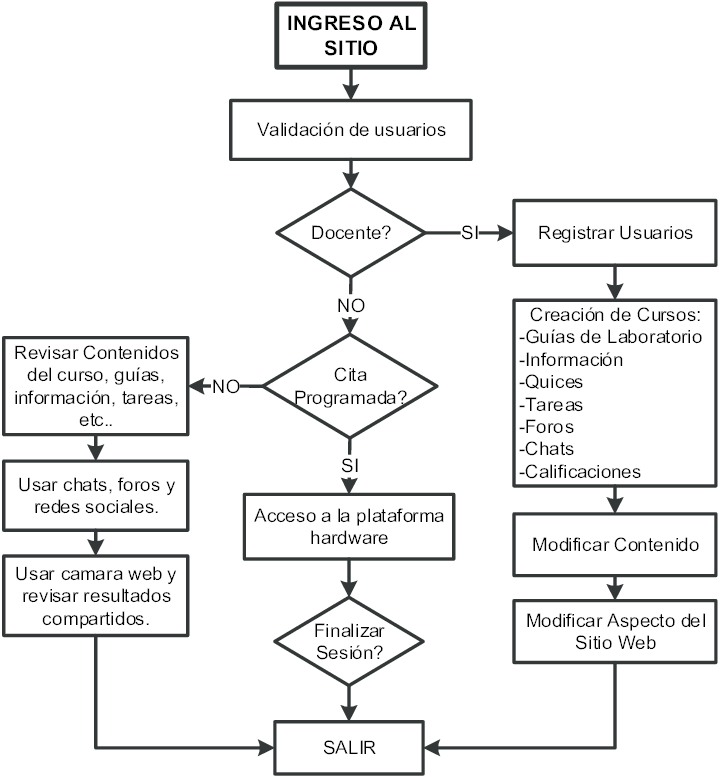 INGRESO AL
SITIO
Validación de usuarios
Docente?
SI
Registrar Usuarios
NO
Creación de Cursos:
-Guías de Laboratorio
-Información
-Quices
-Tareas
-Foros
-Chats
-Calificaciones
Cita
Programada?
NO
Revisar Contenidos
del curso, guías,
información, tareas,
etc..
SI
Usar chats, foros y
redes sociales.
Acceso a la plataforma
hardware
Modificar Contenido
Usar camara web y
revisar resultados
compartidos.
Finalizar
Sesión?
Modificar Aspecto del
Sitio Web
SALIR